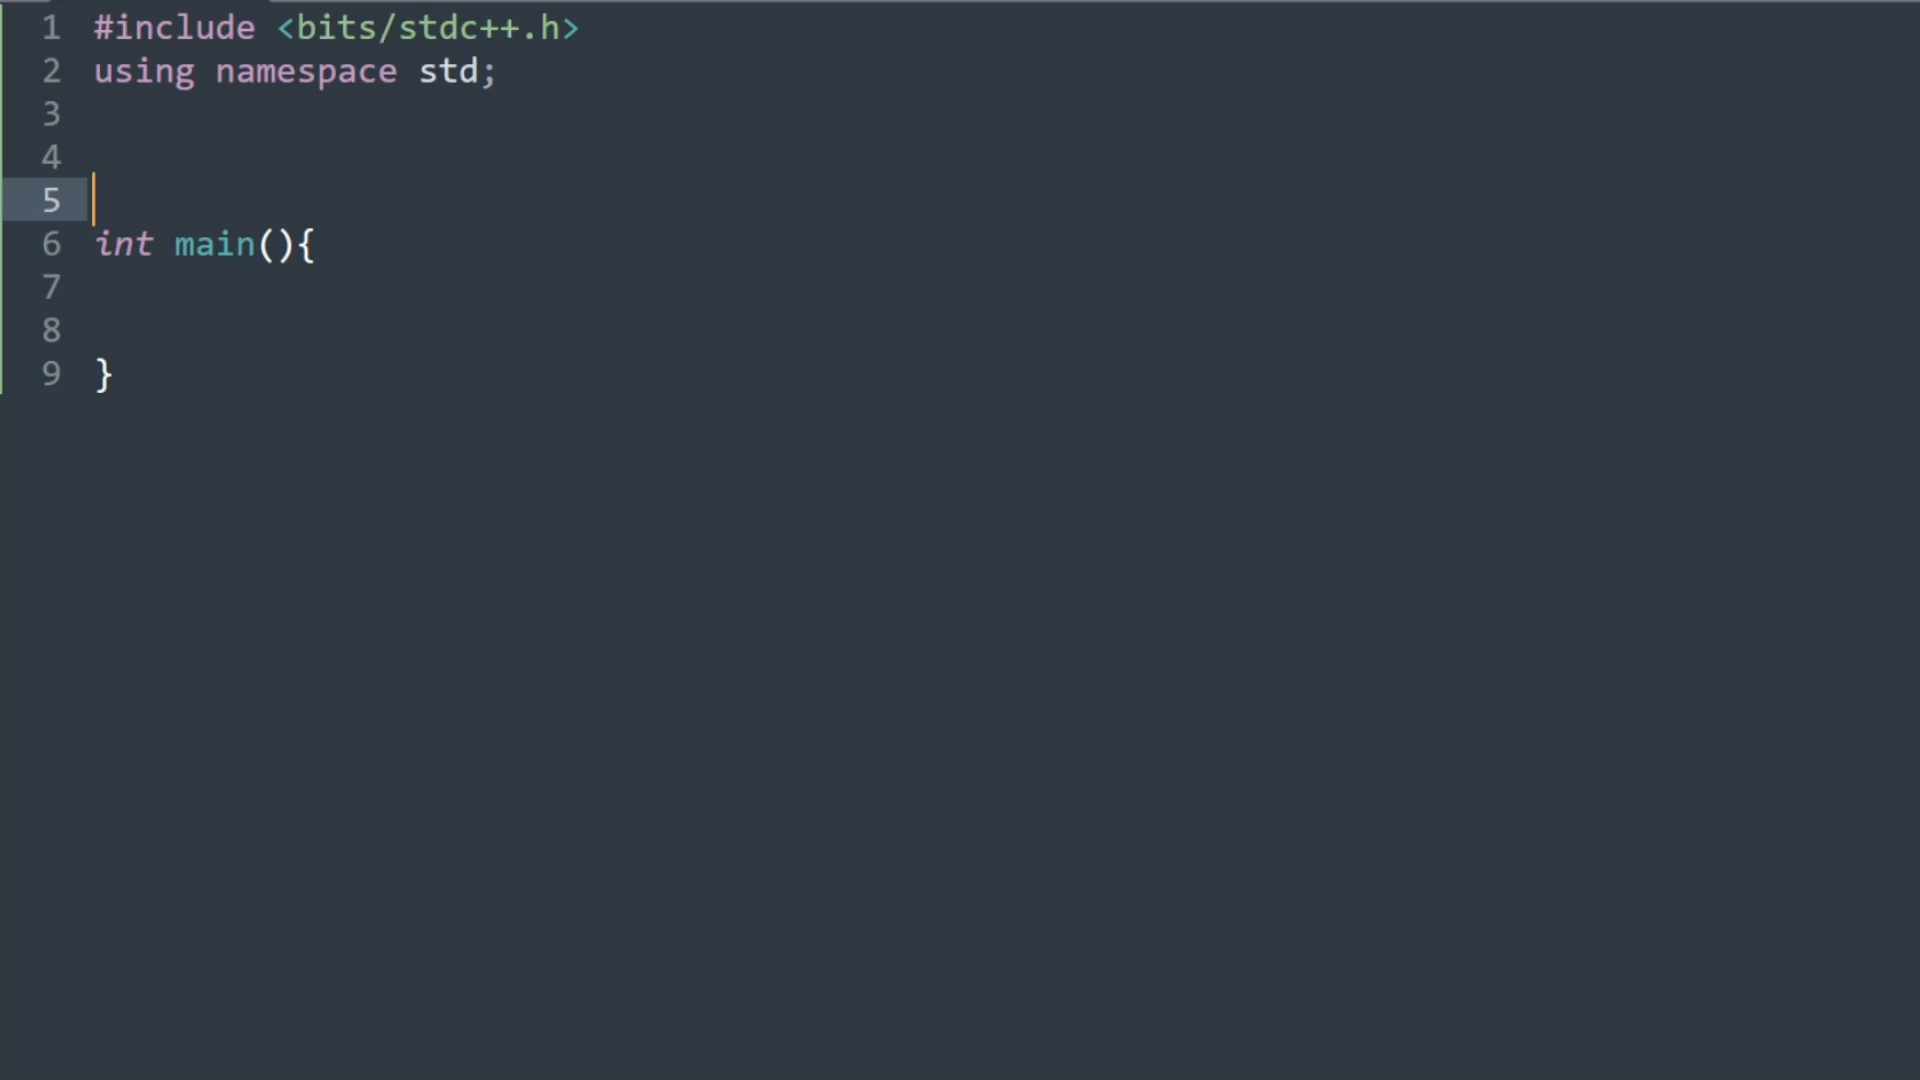 1 #include <bits/stdc++.h>
2 using namespace std;
3
4
5
6 int main(){
7
8
9 }